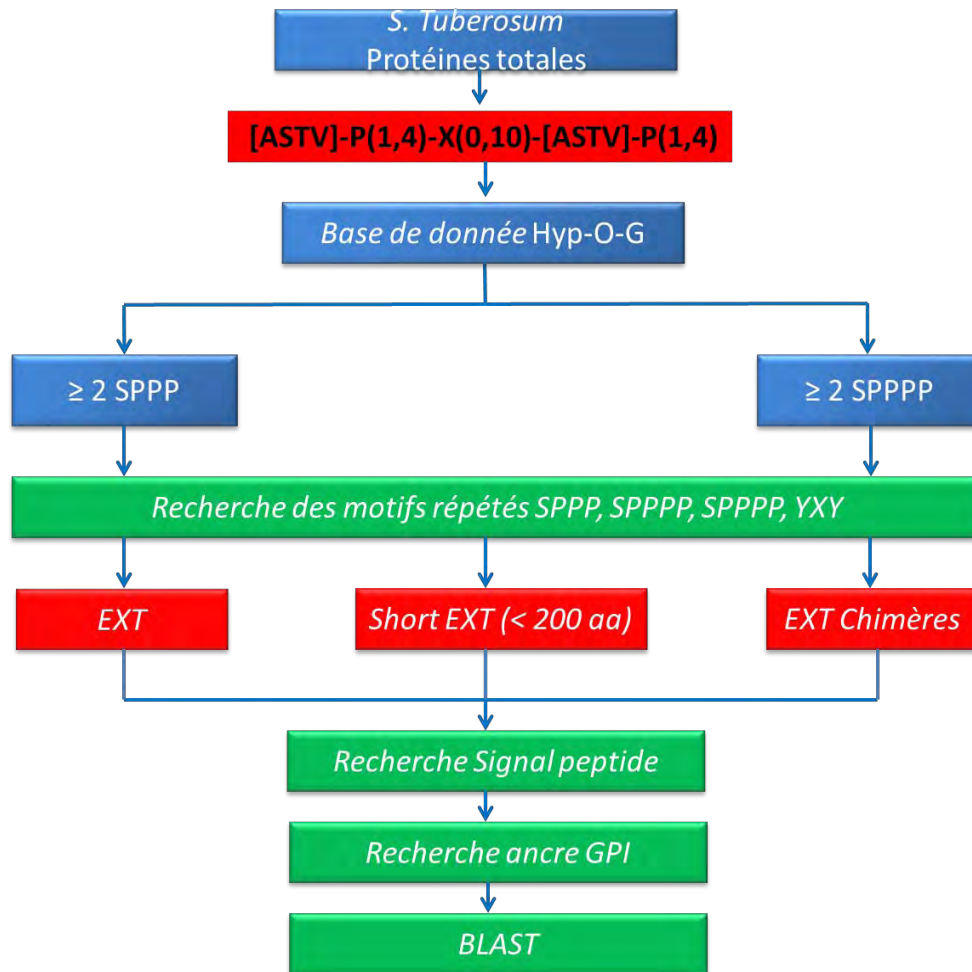 S. Tuberosum
Protéines totales
[ASTV]-P(1,4)-X(0,10)-[ASTV]-P(1,4)
Base de donnée Hyp-O-G
≥ 2 SPPP
≥ 2 SPPPP
Recherche des motifs répétés SPPP, SPPPP, SPPPP, YXY
EXT
Short EXT (< 200 aa)
EXT Chimères
Recherche Signal peptide
Recherche ancre GPI
BLAST